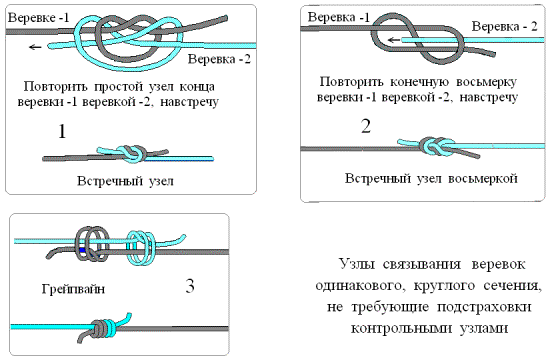 Веревке -1
Веревка - 2
Повторить простой узел конца
веревки -1 веревкой -2, навстречу
1
Встречный узел
Веревка -1
Веревка - 2
Повторить конечную восьмерку
веревки -1 веревкой -2, навстречу
2
Встречный узел восьмеркой
Грейпвайн
3
Узлы связывания веревок
одинакового, круглого сечения,
не требующие подстраховки
контрольными узлами